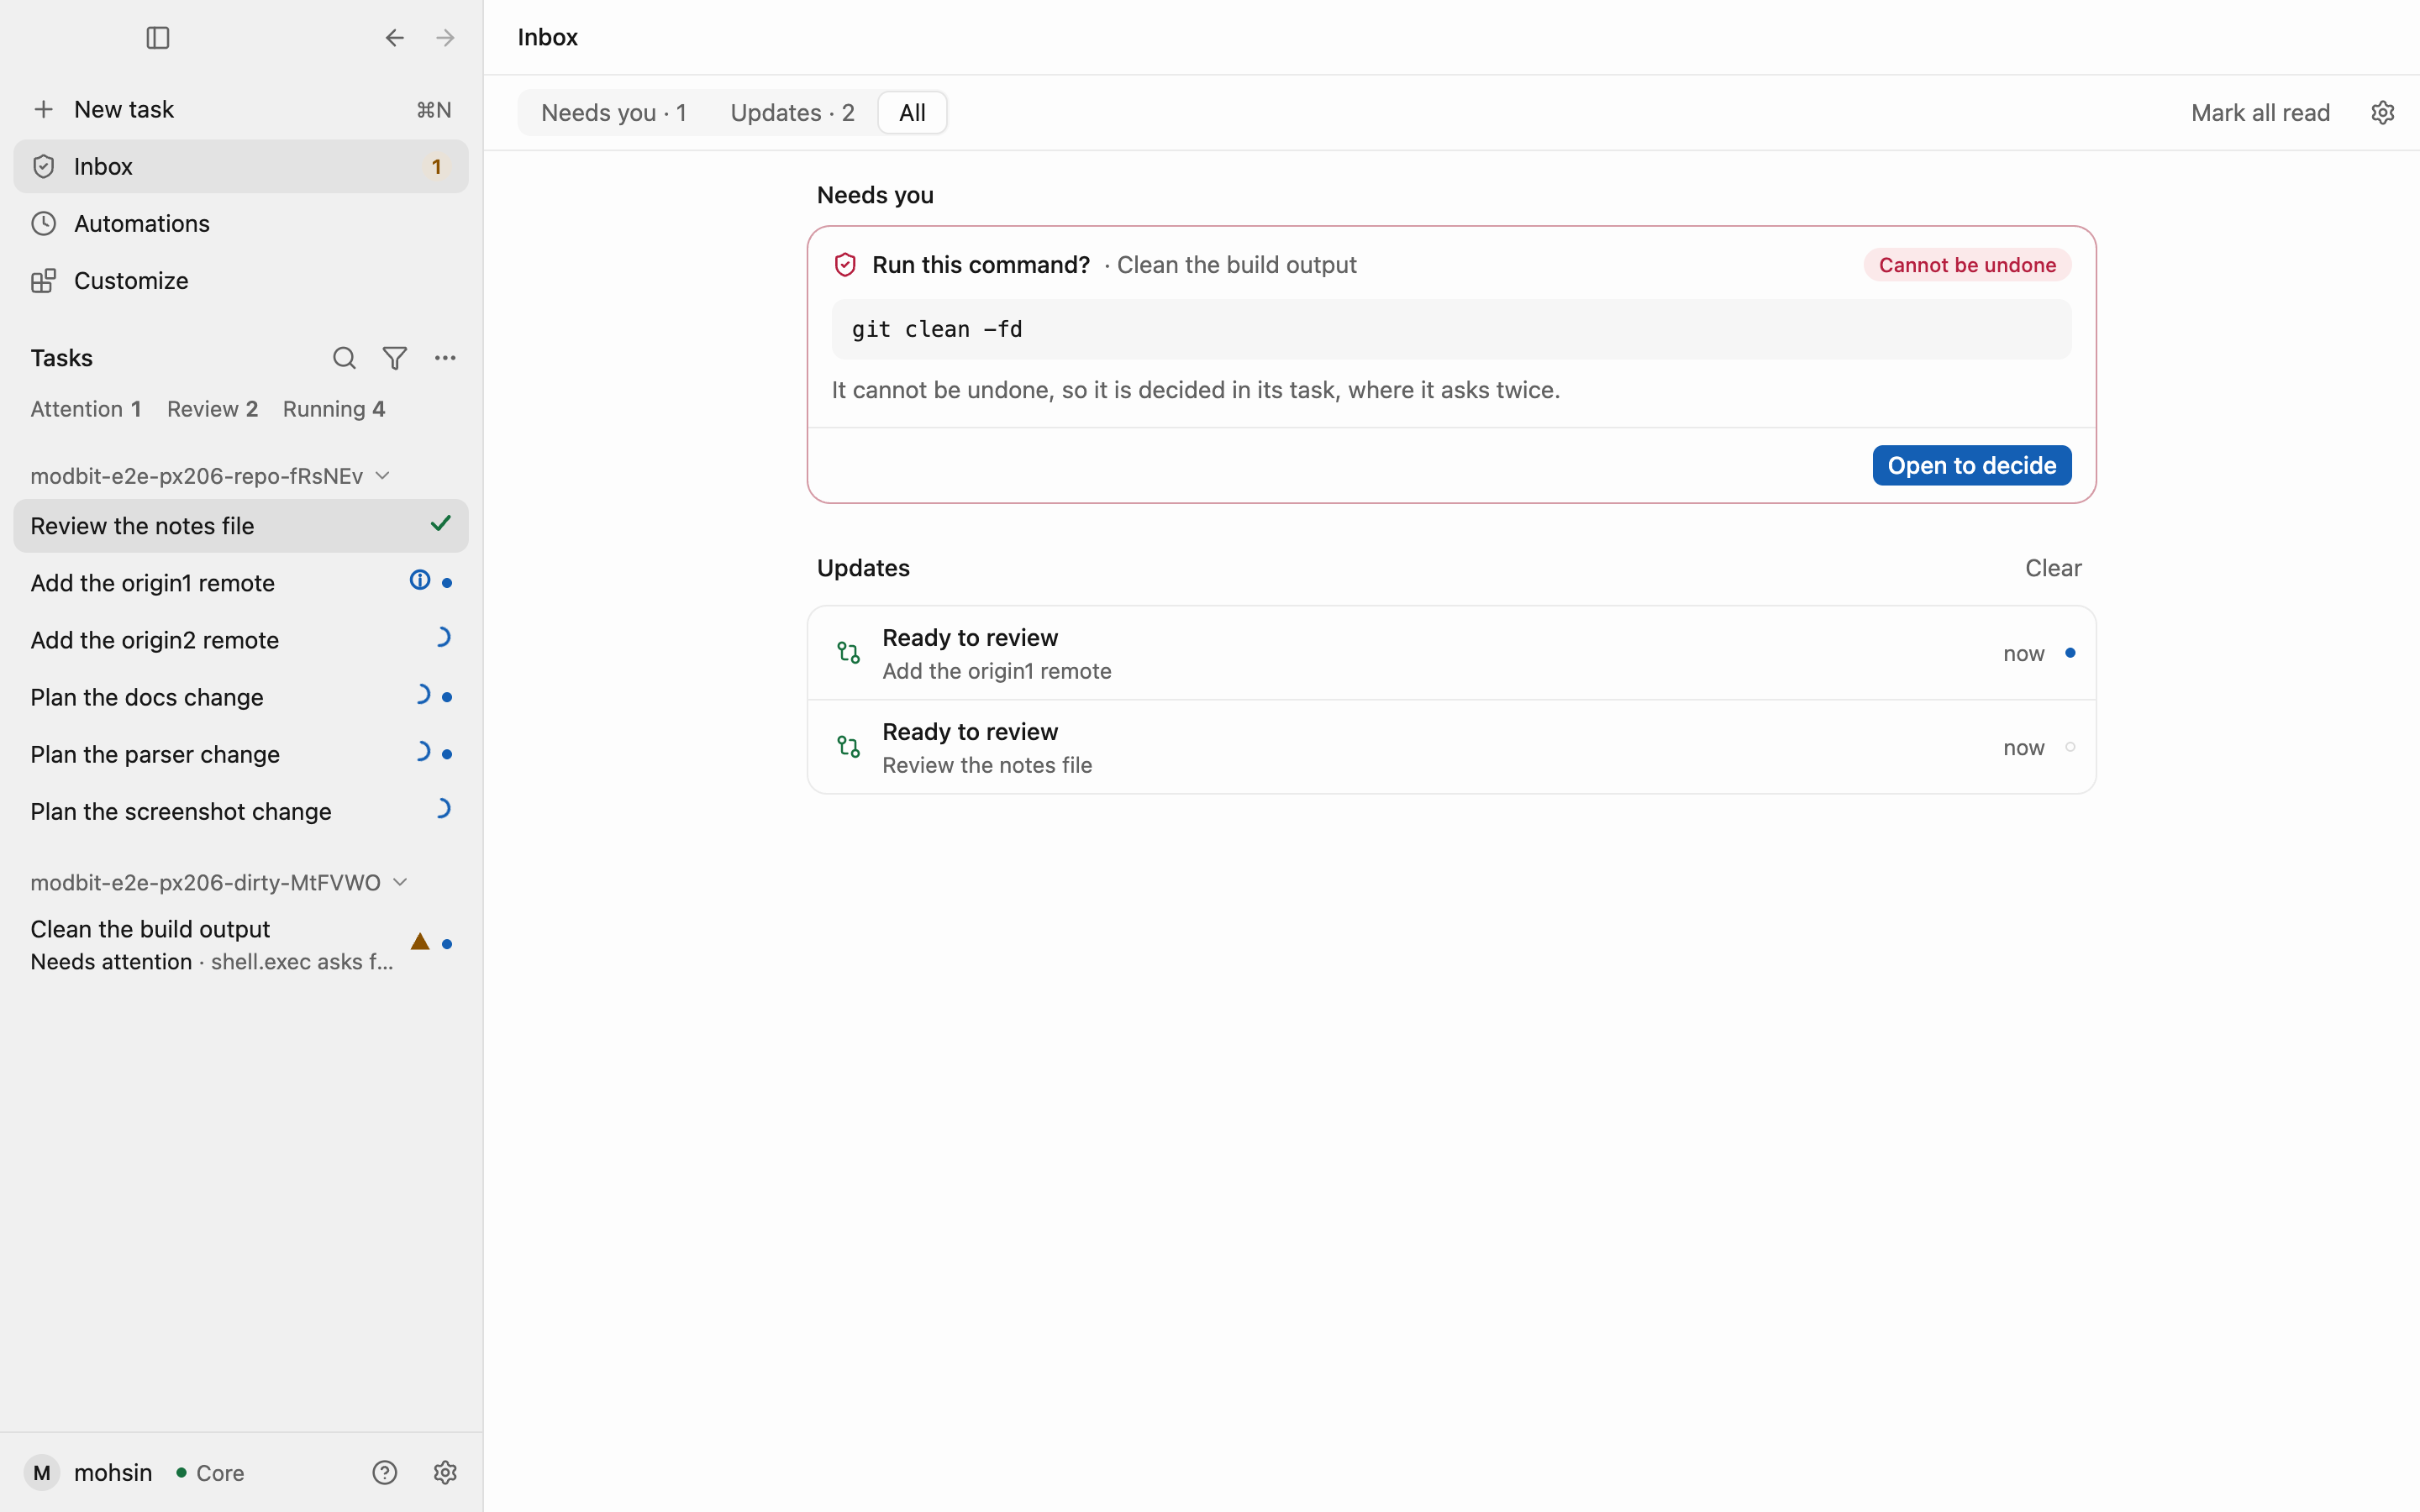 New task ⌘N
Inbox 1
Automations
Customize
Tasks
Attention 1 Review 2 Running 4
modbit-e2e-px206-repo-fRsNEv
Review the notes file
Add the origin1 remote
Add the origin2 remote
Plan the docs change
Plan the parser change
Plan the screenshot change
modbit-e2e-px206-dirty-MtFVWO
Clean the build output
Needs attention · shell.exec asks f...
M mohsin Core
Inbox
Needs you · 1 Updates · 2 All Mark all read
Needs you
Run this command? · Clean the build output Cannot be undone
git clean -fd
It cannot be undone, so it is decided in its task, where it asks twice.
Open to decide
Updates Clear
Ready to review
Add the origin1 remote
now
Ready to review
Review the notes file
now